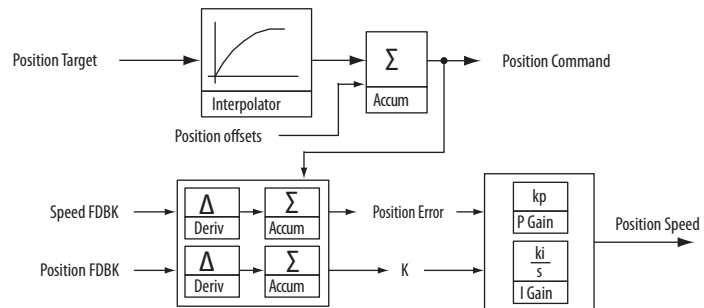 Position Target
Interpolator
Σ
Accum
Position Command
Position offsets
Speed FDBK
Δ
Deriv
Σ
Accum
Position Error
kp
P Gain
Position Speed
Position FDBK
Δ
Deriv
Σ
Accum
K
ki
s
I Gain